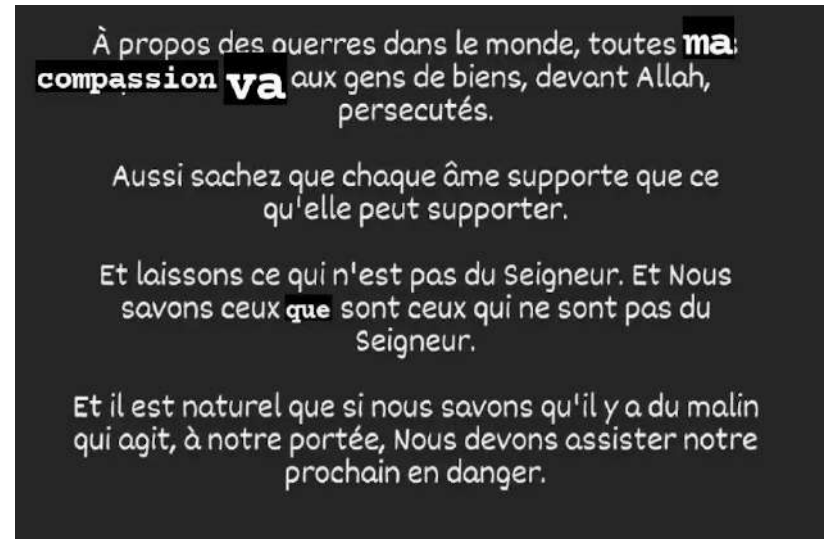 À propos des guerres dans le monde, toutes ma
compassion va aux gens de biens, devant Allah,
persecutés.
Aussi sachez que chaque âme supporte que ce
qu'elle peut supporter.
Et laissons ce qui n'est pas du Seigneur. Et Nous
savons ceux que sont ceux qui ne sont pas du
Seigneur.
Et il est naturel que si nous savons qu'il y a du malin
qui agit, à notre portée, Nous devons assister notre
prochain en danger.